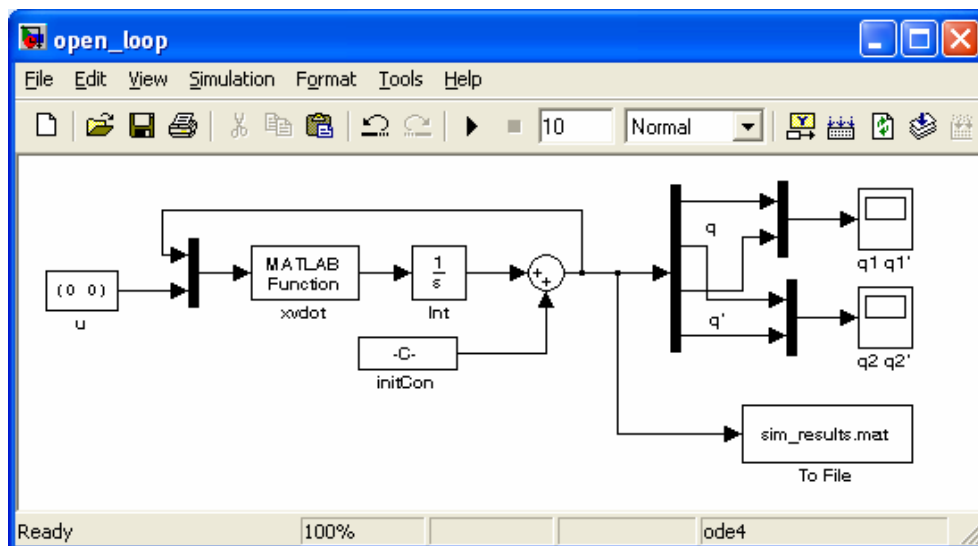 open_loop
File Edit View Simulation Format Tools Help
10 Normal
(0 0)
u
MATLAB
Function
xvdot
1
s
Int
+
+
-C-
initCon
q
q'
q1 q1'
q2 q2'
sim_results.mat
To File
Ready 100% ode4